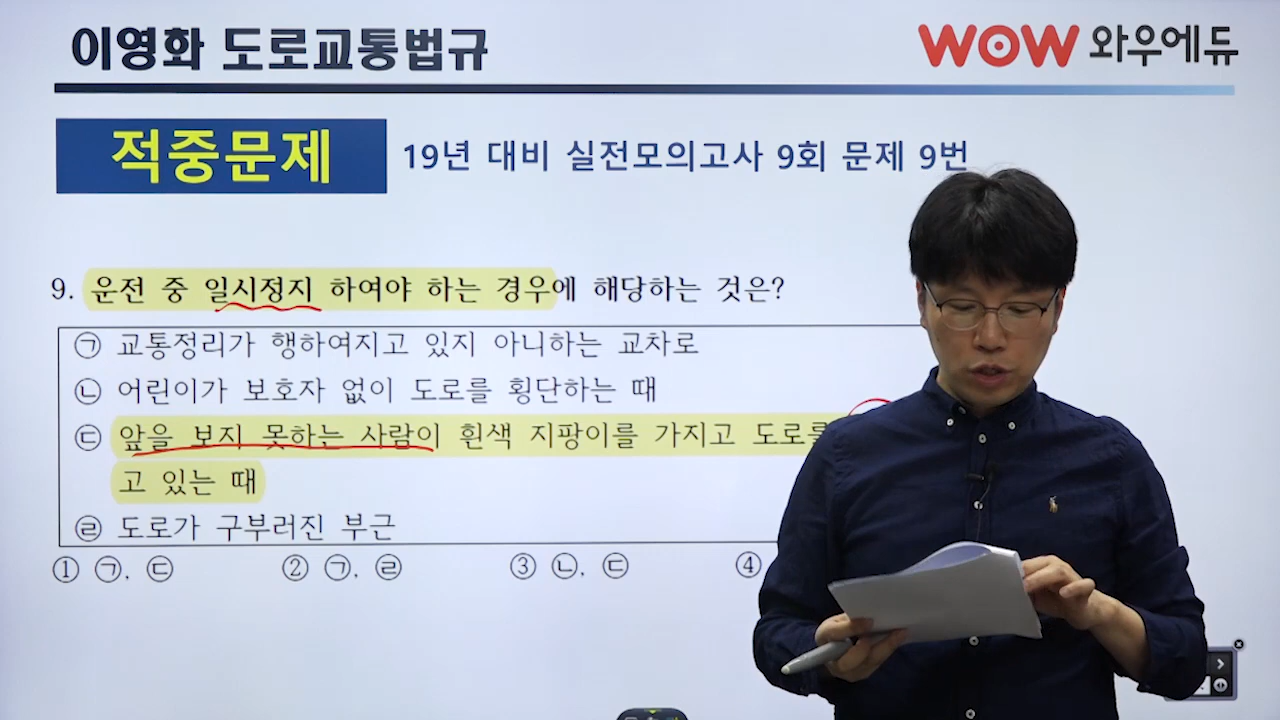 이영화 도로교통법규
WOW 와우에듀
적중문제
19년 대비 실전모의고사 9회 문제 9번
9. 운전 중 일시정지 하여야 하는 경우에 해당하는 것은?
㉠ 교통정리가 행하여지고 있지 아니하는 교차로
㉡ 어린이가 보호자 없이 도로를 횡단하는 때
㉢ 앞을 보지 못하는 사람이 흰색 지팡이를 가지고 도로를
고 있는 때
㉣ 도로가 구부러진 부근
① ㉠, ㉢ ② ㉠, ㉣ ③ ㉡, ㉢ ④